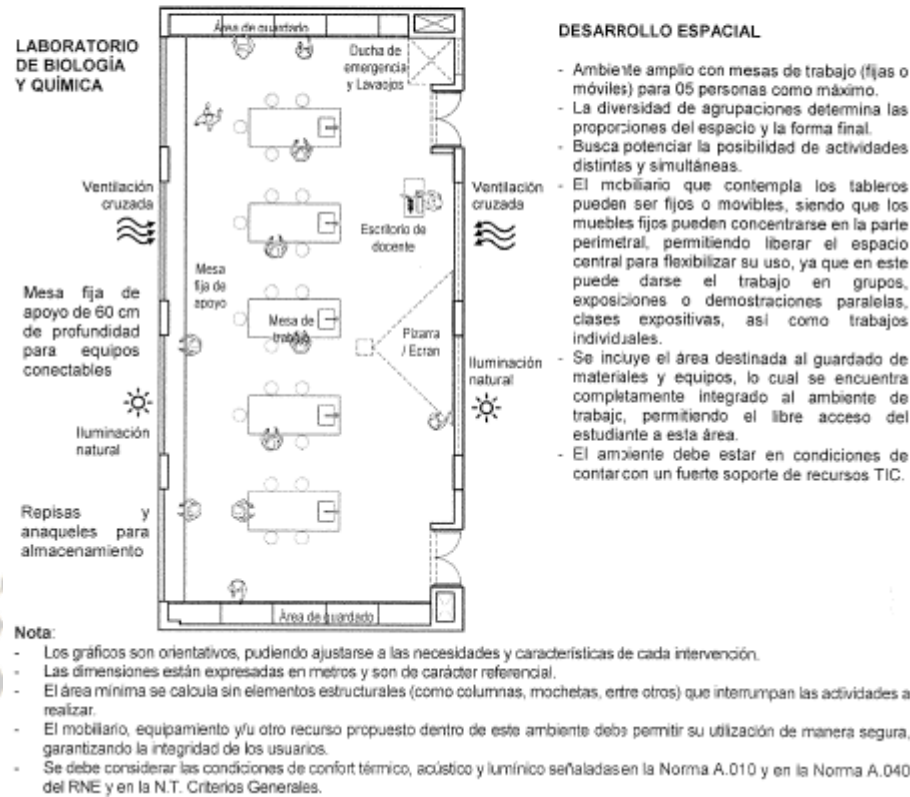 LABORATORIO
DE BIOLOGÍA
Y QUÍMICA
Área de guardado
Ducha de
emergencia
y Lavaojos
Ventilación
cruzada
Mesa fija de
apoyo de 60 cm
de profundidad
para equipos
conectables
Iluminación
natural
Repisas y
anaqueles para
almacenamiento
Mesa
fija de
apoyo
Mesa de
trabajo
Escritorio de
docente
Pizarra
/ Ecran
Área de guardado
Ventilación
cruzada
Iluminación
natural
DESARROLLO ESPACIAL
- Ambiente amplio con mesas de trabajo (fijas o
móviles) para 05 personas como máximo.
- La diversidad de agrupaciones determina las
proporciones del espacio y la forma final.
- Busca potenciar la posibilidad de actividades
distintas y simultáneas.
- El mobiliario que contempla los tableros
pueden ser fijos o movibles, siendo que los
muebles fijos pueden concentrarse en la parte
perimetral, permitiendo liberar el espacio
central para flexibilizar su uso, ya que en este
puede darse el trabajo en grupos,
exposiciones o demostraciones paralelas,
clases expositivas, así como trabajos
individuales.
- Se incluye el área destinada al guardado de
materiales y equipos, lo cual se encuentra
completamente integrado al ambiente de
trabajo, permitiendo el libre acceso del
estudiante a esta área.
- El ambiente debe estar en condiciones de
contar con un fuerte soporte de recursos TIC.
Nota:
- Los gráficos son orientativos, pudiendo ajustarse a las necesidades y características de cada intervención.
- Las dimensiones están expresadas en metros y son de carácter referencial.
- El área mínima se calcula sin elementos estructurales (como columnas, mochetas, entre otros) que interrumpan las actividades a
realizar.
- El mobiliario, equipamiento y/u otro recurso propuesto dentro de este ambiente debe permitir su utilización de manera segura,
garantizando la integridad de los usuarios.
- Se debe considerar las condiciones de confort térmico, acústico y lumínico señaladas en la Norma A.010 y en la Norma A.040
del RNE y en la N.T. Criterios Generales.